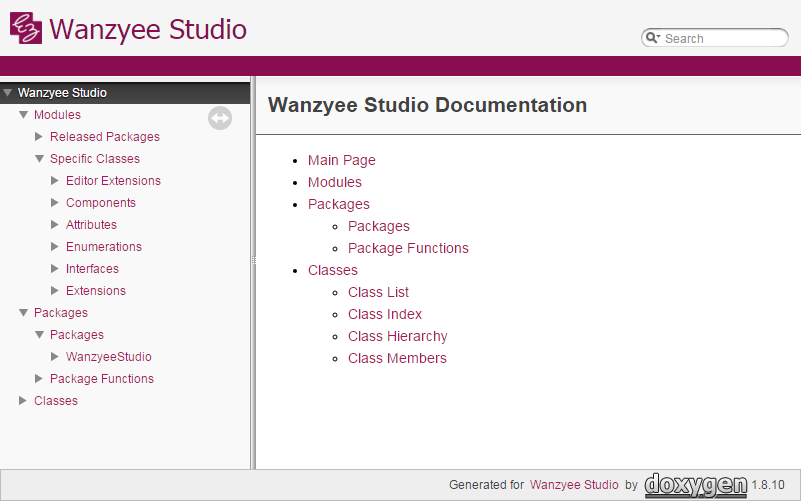 Wanzyee Studio
Search
Wanzyee Studio
Modules
Released Packages
Specific Classes
Editor Extensions
Components
Attributes
Enumerations
Interfaces
Extensions
Packages
Packages
WanzyeeStudio
Package Functions
Classes
Wanzyee Studio Documentation
Main Page
Modules
Packages
Packages
Package Functions
Classes
Class List
Class Index
Class Hierarchy
Class Members
Generated for Wanzyee Studio by doxygen 1.8.10